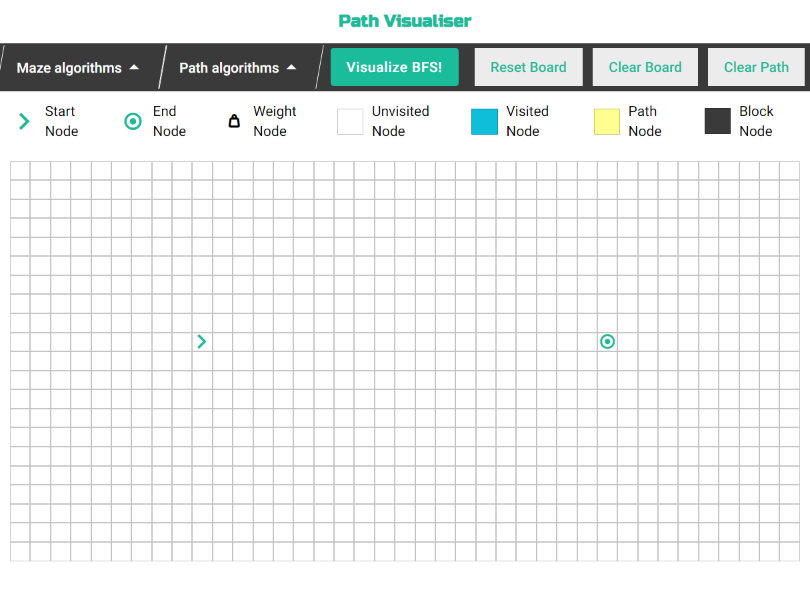 Path Visualiser
Maze algorithms Path algorithms Visualize BFS! Reset Board Clear Board Clear Path
Start End Weight Unvisited Visited Path Block
Node Node Node Node Node Node Node